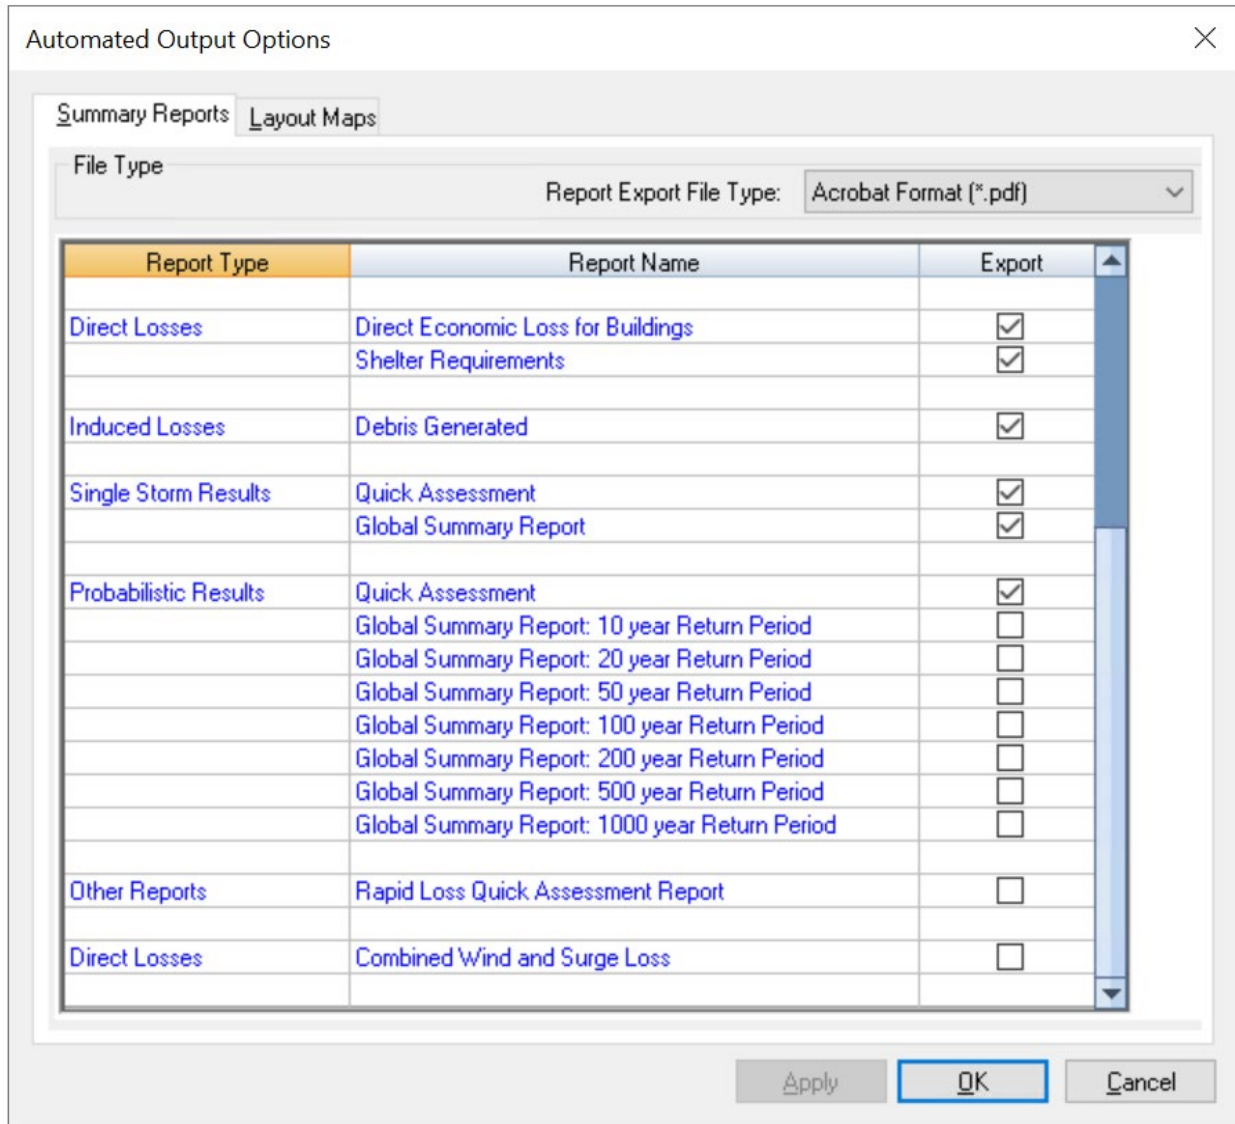 Automated Output Options
Summary Reports Layout Maps
File Type
Report Export File Type: Acrobat Format (*.pdf)
Report Type Report Name Export
Direct Losses Direct Economic Loss for Buildings
Shelter Requirements
Induced Losses Debris Generated
Single Storm Results Quick Assessment
Global Summary Report
Probabilistic Results Quick Assessment
Global Summary Report: 10 year Return Period
Global Summary Report: 20 year Return Period
Global Summary Report: 50 year Return Period
Global Summary Report: 100 year Return Period
Global Summary Report: 200 year Return Period
Global Summary Report: 500 year Return Period
Global Summary Report: 1000 year Return Period
Other Reports Rapid Loss Quick Assessment Report
Direct Losses Combined Wind and Surge Loss
Apply OK Cancel